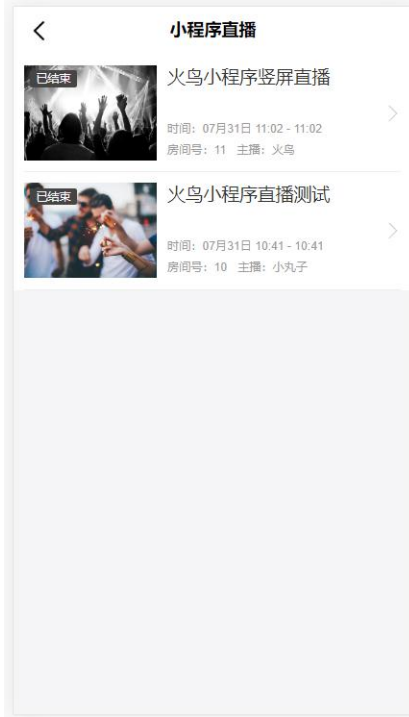 小程序直播
已结束
火鸟小程序竖屏直播
时间：07月31日 11:02 - 11:02
房间号：11 主播：火鸟
已结束
火鸟小程序直播测试
时间：07月31日 10:41 - 10:41
房间号：10 主播：小丸子